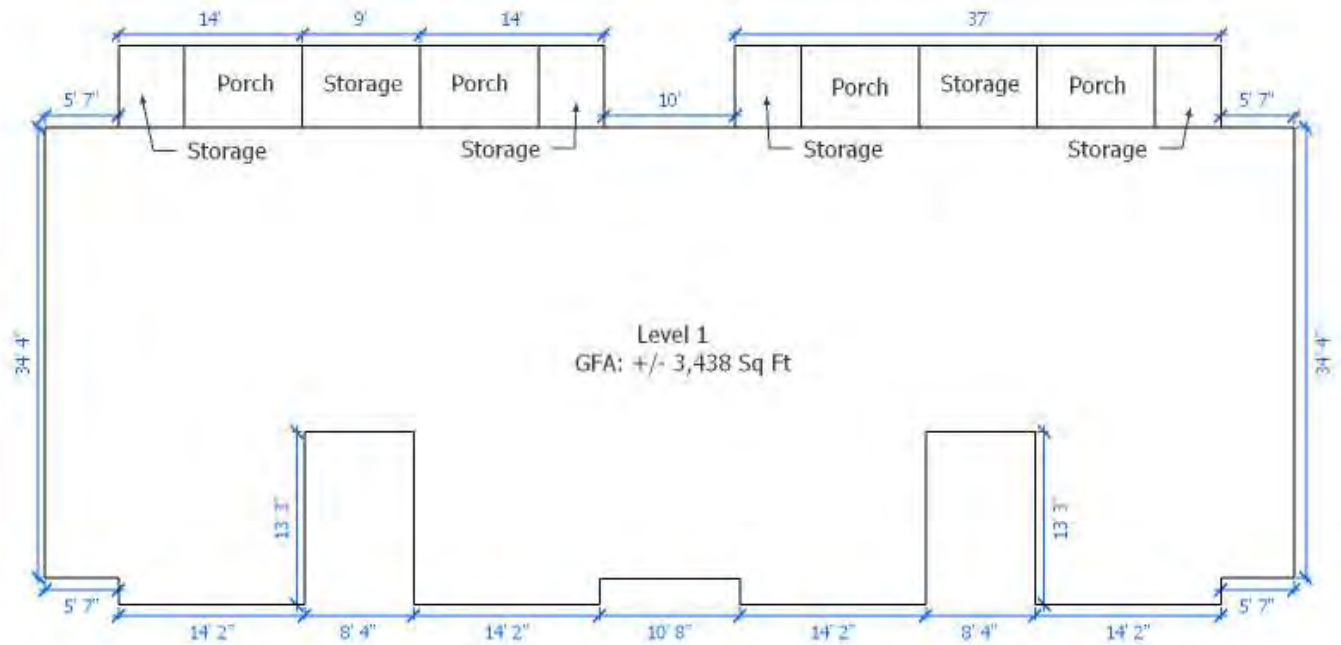 14' 9' 14' 37'
Porch Storage Porch Porch Storage Porch
5' 7" 10' 5' 7"
Storage Storage Storage Storage
34' 4" 34' 4"
Level 1
GFA: +/- 3,438 Sq Ft
13' 3" 13' 3"
5' 7" 5' 7"
14' 2" 8' 4" 14' 2" 10' 8" 14' 2" 8' 4" 14' 2"